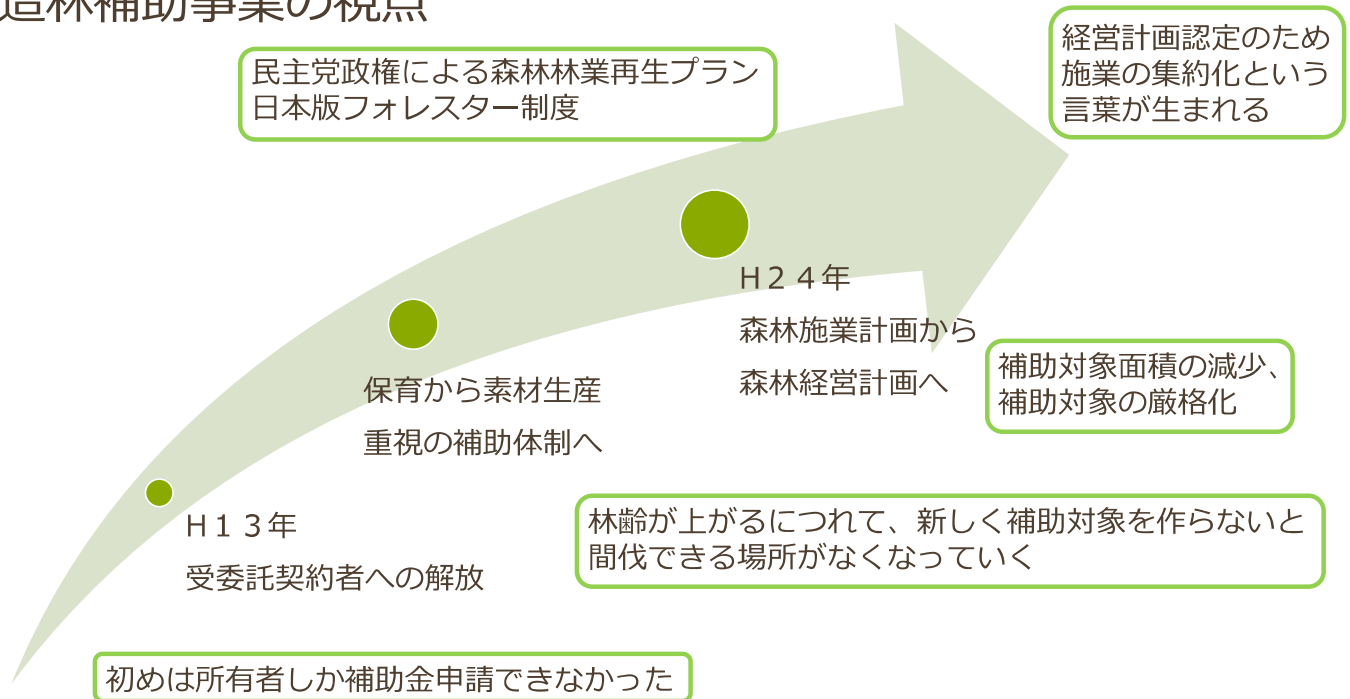 造林補助事業の視点
民主党政権による森林林業再生プラン
日本版フォレスター制度
経営計画認定のため
施業の集約化という
言葉が生まれる
H24年
森林施業計画から
森林経営計画へ
補助対象面積の減少、
補助対象の厳格化
保育から素材生産
重視の補助体制へ
H13年
受委託契約者への解放
林齢が上がるにつれて、新しく補助対象を作らないと
間伐できる場所がなくなっていく
初めは所有者しか補助金申請できなかった